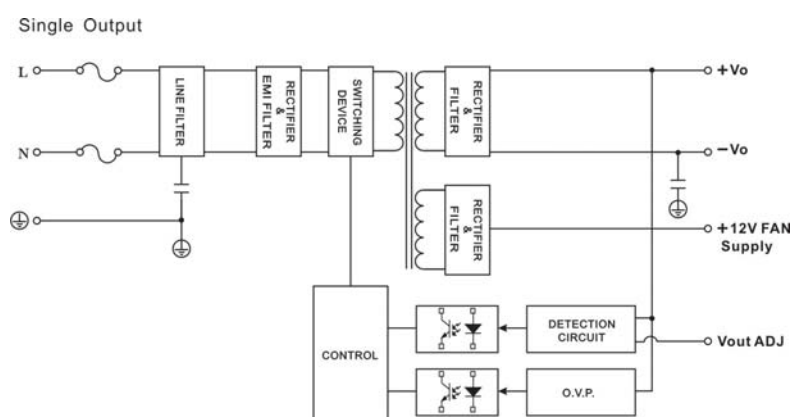 Single Output
L
N
LINE FILTER
RECTIFIER
&
EMI FILTER
SWITCHING
DEVICE
RECTIFIER
&
FILTER
+Vo
-Vo
RECTIFIER
&
FILTER
+12V FAN
Supply
CONTROL
DETECTION
CIRCUIT
Vout ADJ
O.V.P.